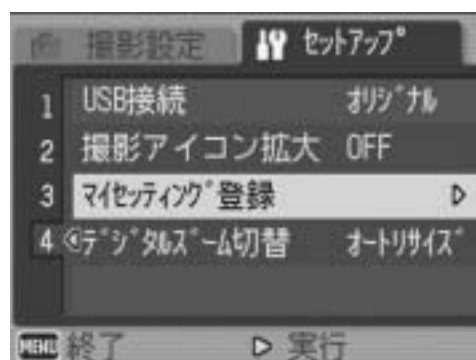 撮影設定 セットアップ
1 USB接続 オリジナル
2 撮影アイコン拡大 OFF
3 マイセッティング登録
4 デジタルズーム切替 オートリサイズ
MENU 終了 実行